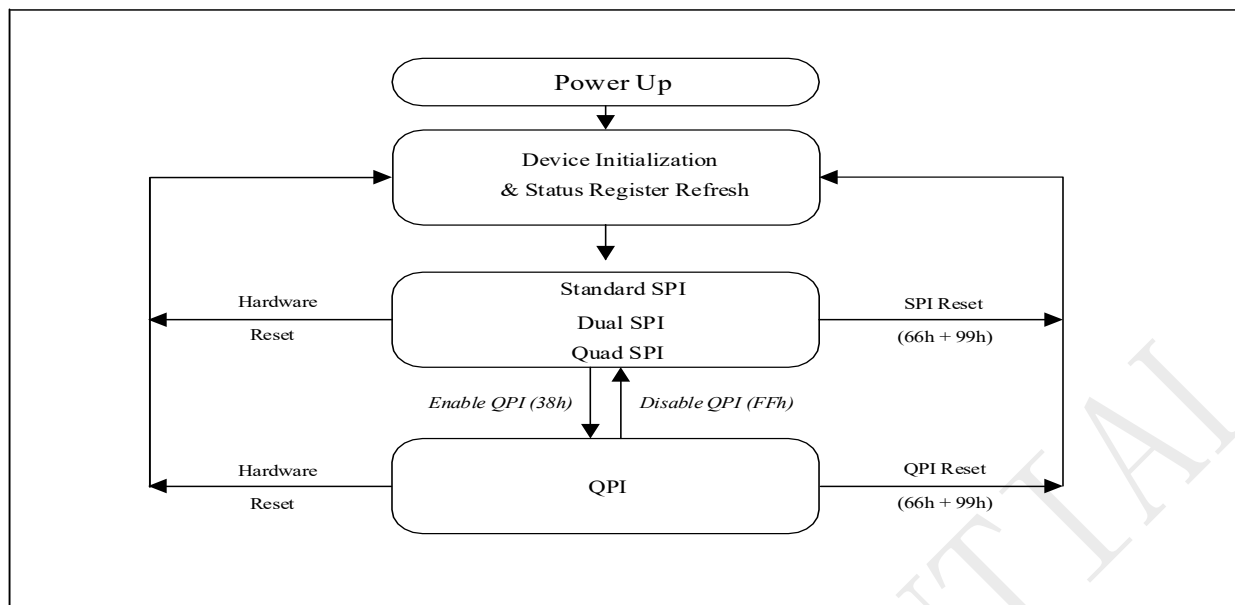 Power Up
Device Initialization
& Status Register Refresh
Standard SPI
Dual SPI
Quad SPI
Hardware
Reset
SPI Reset
(66h + 99h)
Enable QPI (38h)
Disable QPI (FFh)
QPI
Hardware
Reset
QPI Reset
(66h + 99h)
NTIAL